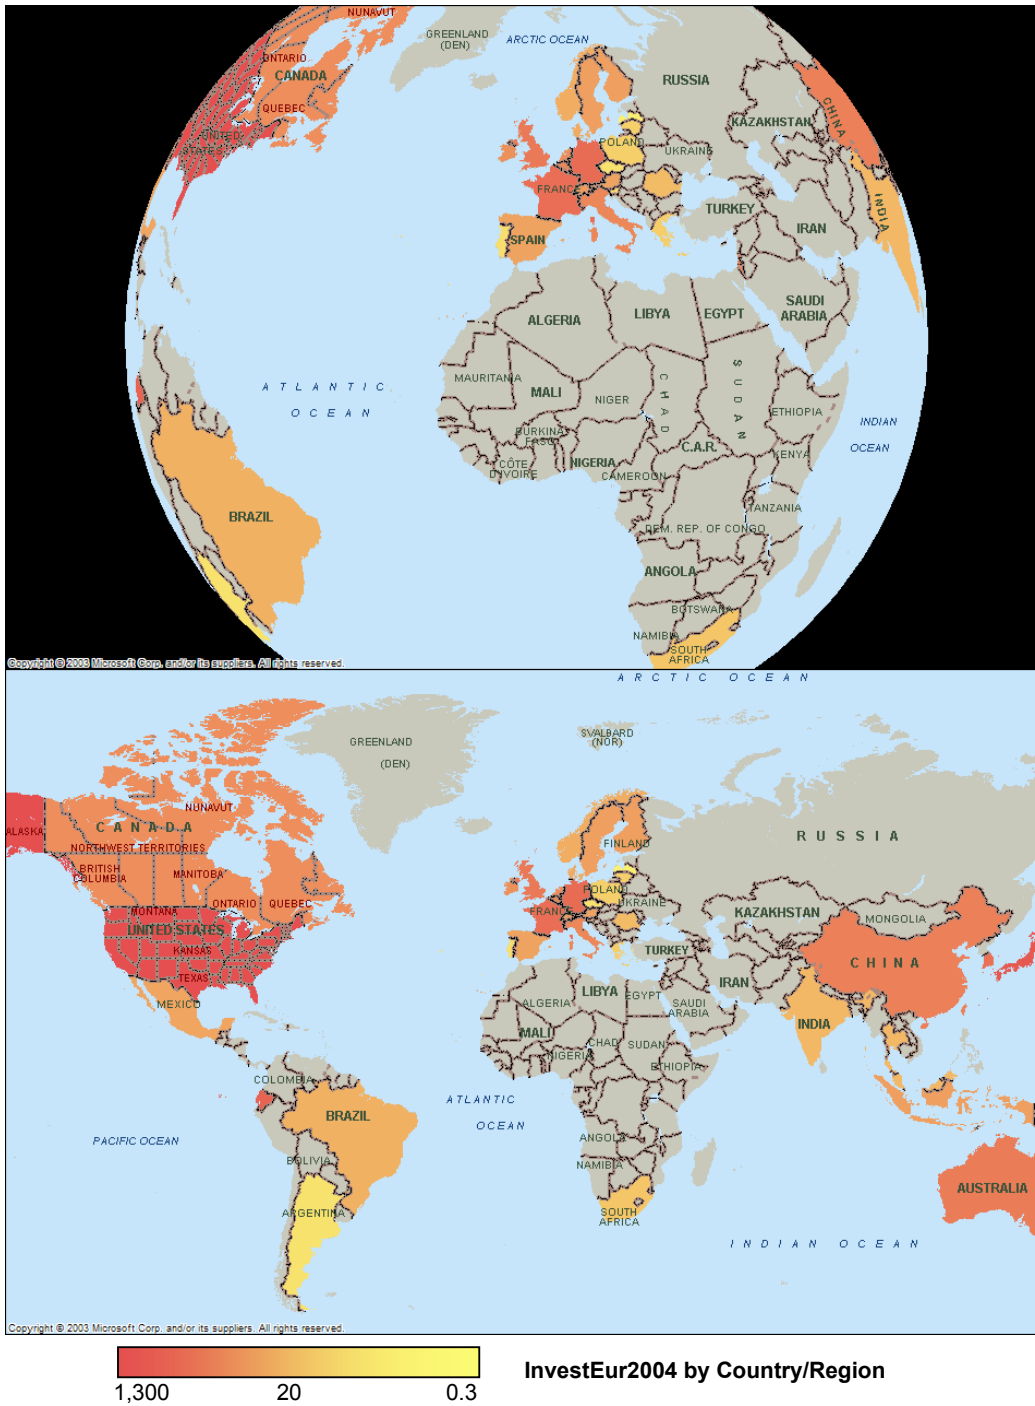 NUNAVUT
GREENLAND
(DEN)
ARCTIC OCEAN
ONTARIO
CANADA
RUSSIA
QUEBEC
CHINA
KAZAKHSTAN
UNITED
STATES
POLAND
UKRAINE
FRANCE
INDIA
TURKEY
SPAIN
IRAN
SAUDI
ARABIA
ALGERIA
LIBYA
EGYPT
MAURITANIA
MALI
NIGER
CHAD
SUDAN
ATLANTIC
OCEAN
ETHIOPIA
INDIAN
OCEAN
BURKINA
FASO
C.A.R.
KENYA
CÔTE
D'IVOIRE
NIGERIA
CAMEROON
TANZANIA
BRAZIL
DEM. REP. OF CONGO
ANGOLA
BOTSWANA
NAMIBIA
SOUTH
AFRICA
Copyright © 2003 Microsoft Corp. and/or its suppliers. All rights reserved.
ARCTIC OCEAN
GREENLAND
(DEN)
SVALBARD
(NOR)
NUNAVUT
ALASKA
CANADA
RUSSIA
NORTHWEST TERRITORIES
FINLAND
BRITISH
COLUMBIA
MANITOBA
ONTARIO
QUEBEC
POLAND
UKRAINE
MONTANA
FRANCE
KAZAKHSTAN
MONGOLIA
UNITED STATES
KANSAS
TURKEY
CHINA
TEXAS
IRAN
MEXICO
ALGERIA
LIBYA
EGYPT
SAUDI
ARABIA
MALI
INDIA
CHAD
SUDAN
NIGERIA
ETHIOPIA
COLOMBIA
BRAZIL
ATLANTIC
OCEAN
PACIFIC OCEAN
ANGOLA
BOLIVIA
NAMIBIA
AUSTRALIA
ARGENTINA
SOUTH
AFRICA
INDIAN OCEAN
Copyright © 2003 Microsoft Corp. and/or its suppliers. All rights reserved.
InvestEur2004 by Country/Region
1,300 20 0.3